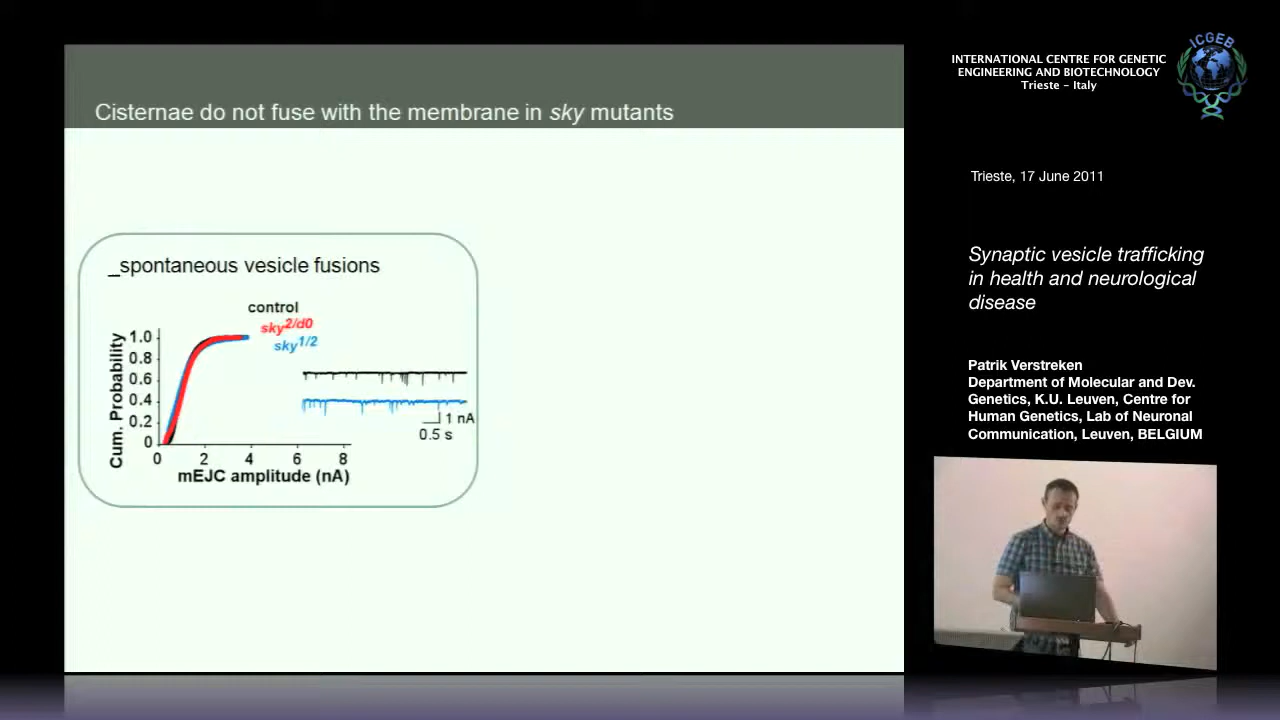 Cisternae do not fuse with the membrane in sky mutants
_spontaneous vesicle fusions
control
sky2/d0
sky1/2
Cum. Probability
1.0
0.8
0.6
0.4
0.2
0
0 2 4 6 8
mEJC amplitude (nA)
1 nA
0.5 s
INTERNATIONAL CENTRE FOR GENETIC
ENGINEERING AND BIOTECHNOLOGY
Trieste - Italy
ICGEB
Trieste, 17 June 2011
Synaptic vesicle trafficking
in health and neurological
disease
Patrik Verstreken
Department of Molecular and Dev.
Genetics, K.U. Leuven, Centre for
Human Genetics, Lab of Neuronal
Communication, Leuven, BELGIUM